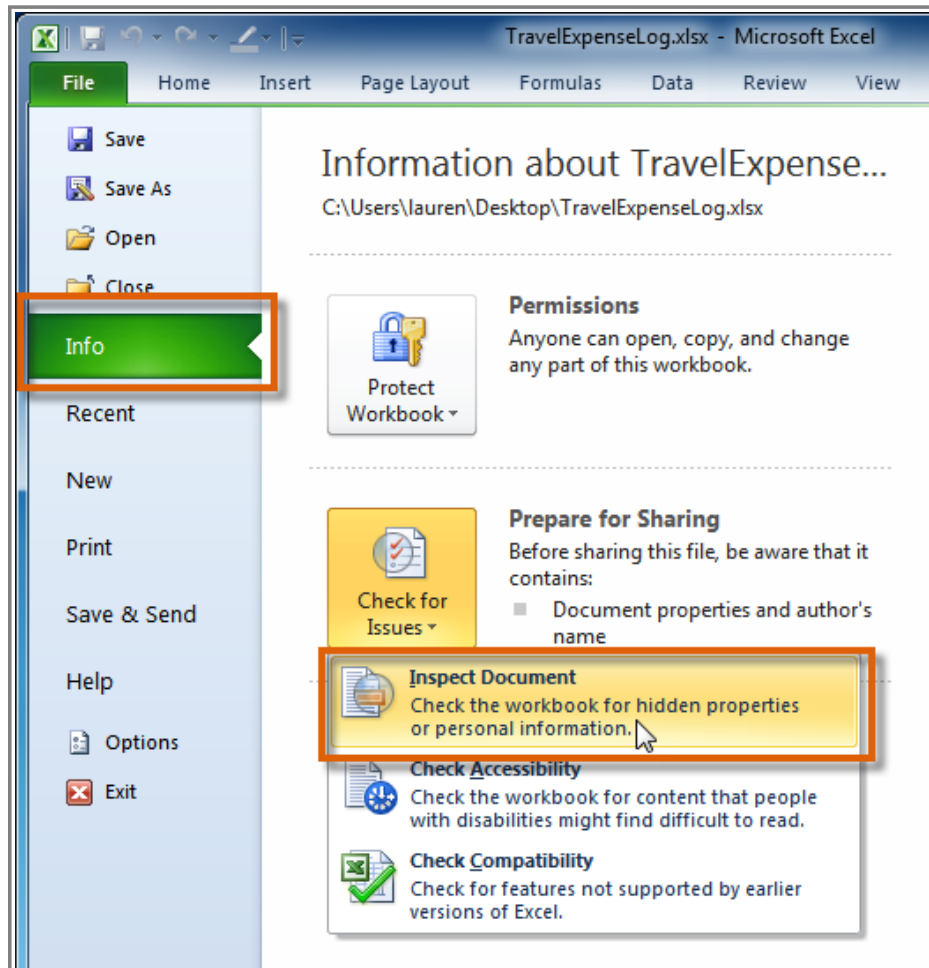 TravelExpenseLog.xlsx - Microsoft Excel
File Home Insert Page Layout Formulas Data Review View
Save
Save As
Open
Close
Info
Recent
New
Print
Save & Send
Help
Options
Exit
Information about TravelExpense...
C:\Users\lauren\Desktop\TravelExpenseLog.xlsx
Protect
Workbook
Permissions
Anyone can open, copy, and change
any part of this workbook.
Check for
Issues
Prepare for Sharing
Before sharing this file, be aware that it
contains:
Document properties and author's
name
Inspect Document
Check the workbook for hidden properties
or personal information.
Check Accessibility
Check the workbook for content that people
with disabilities might find difficult to read.
Check Compatibility
Check for features not supported by earlier
versions of Excel.